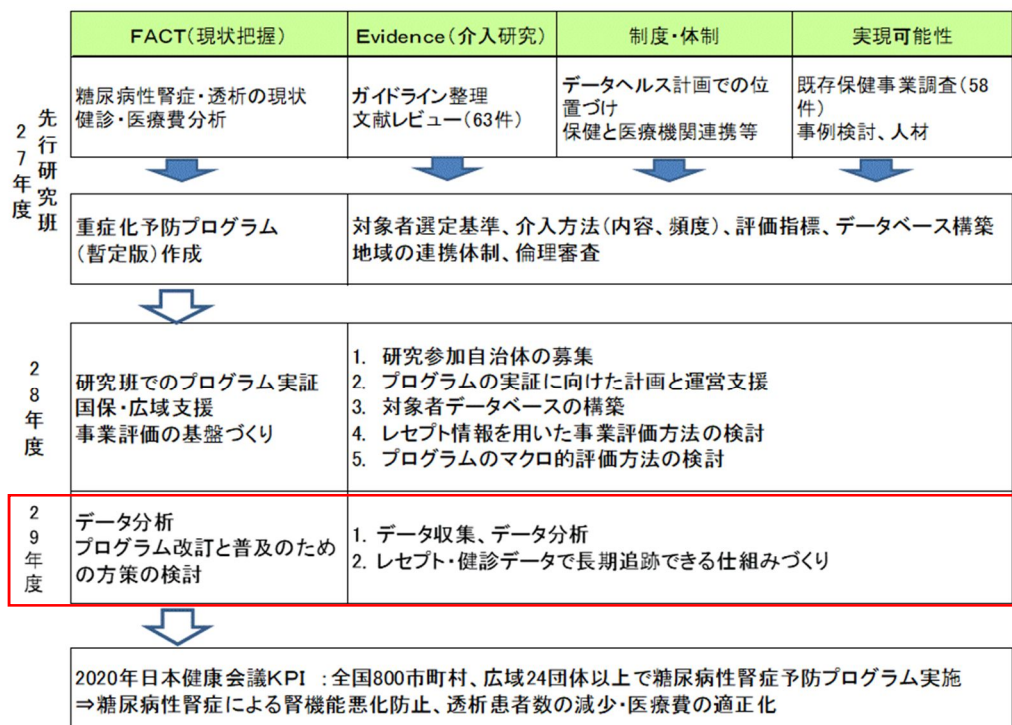 FACT(現状把握)
Evidence(介入研究)
制度・体制
実現可能性
先行研究班
27年度
糖尿病性腎症・透析の現状
健診・医療費分析
ガイドライン整理
文献レビュー(63件)
データヘルス計画での位
置づけ
保健と医療機関連携等
既存保健事業調査(58
件)
事例検討、人材
重症化予防プログラム
(暫定版)作成
対象者選定基準、介入方法(内容、頻度)、評価指標、データベース構築
地域の連携体制、倫理審査
28年度
研究班でのプログラム実証
国保・広域支援
事業評価の基盤づくり
1. 研究参加自治体の募集
2. プログラムの実証に向けた計画と運営支援
3. 対象者データベースの構築
4. レセプト情報を用いた事業評価方法の検討
5. プログラムのマクロ的評価方法の検討
29年度
データ分析
プログラム改訂と普及のため
の方策の検討
1. データ収集、データ分析
2. レセプト・健診データで長期追跡できる仕組みづくり
2020年日本健康会議KPI :全国800市町村、広域24団体以上で糖尿病性腎症予防プログラム実施
⇒糖尿病性腎症による腎機能悪化防止、透析患者数の減少・医療費の適正化